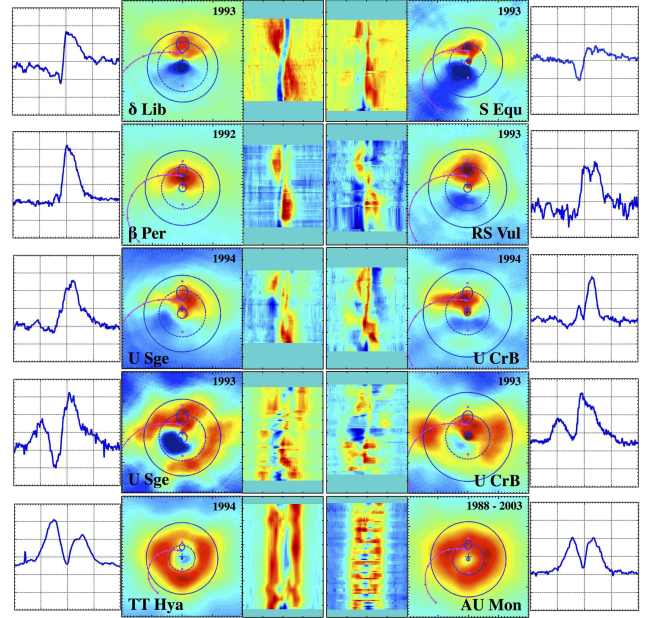 1993
δ Lib
1993
S Equ
1992
β Per
1993
RS Vul
1994
U Sge
1994
U CrB
1993
U Sge
1993
U CrB
1994
TT Hya
1988 - 2003
AU Mon